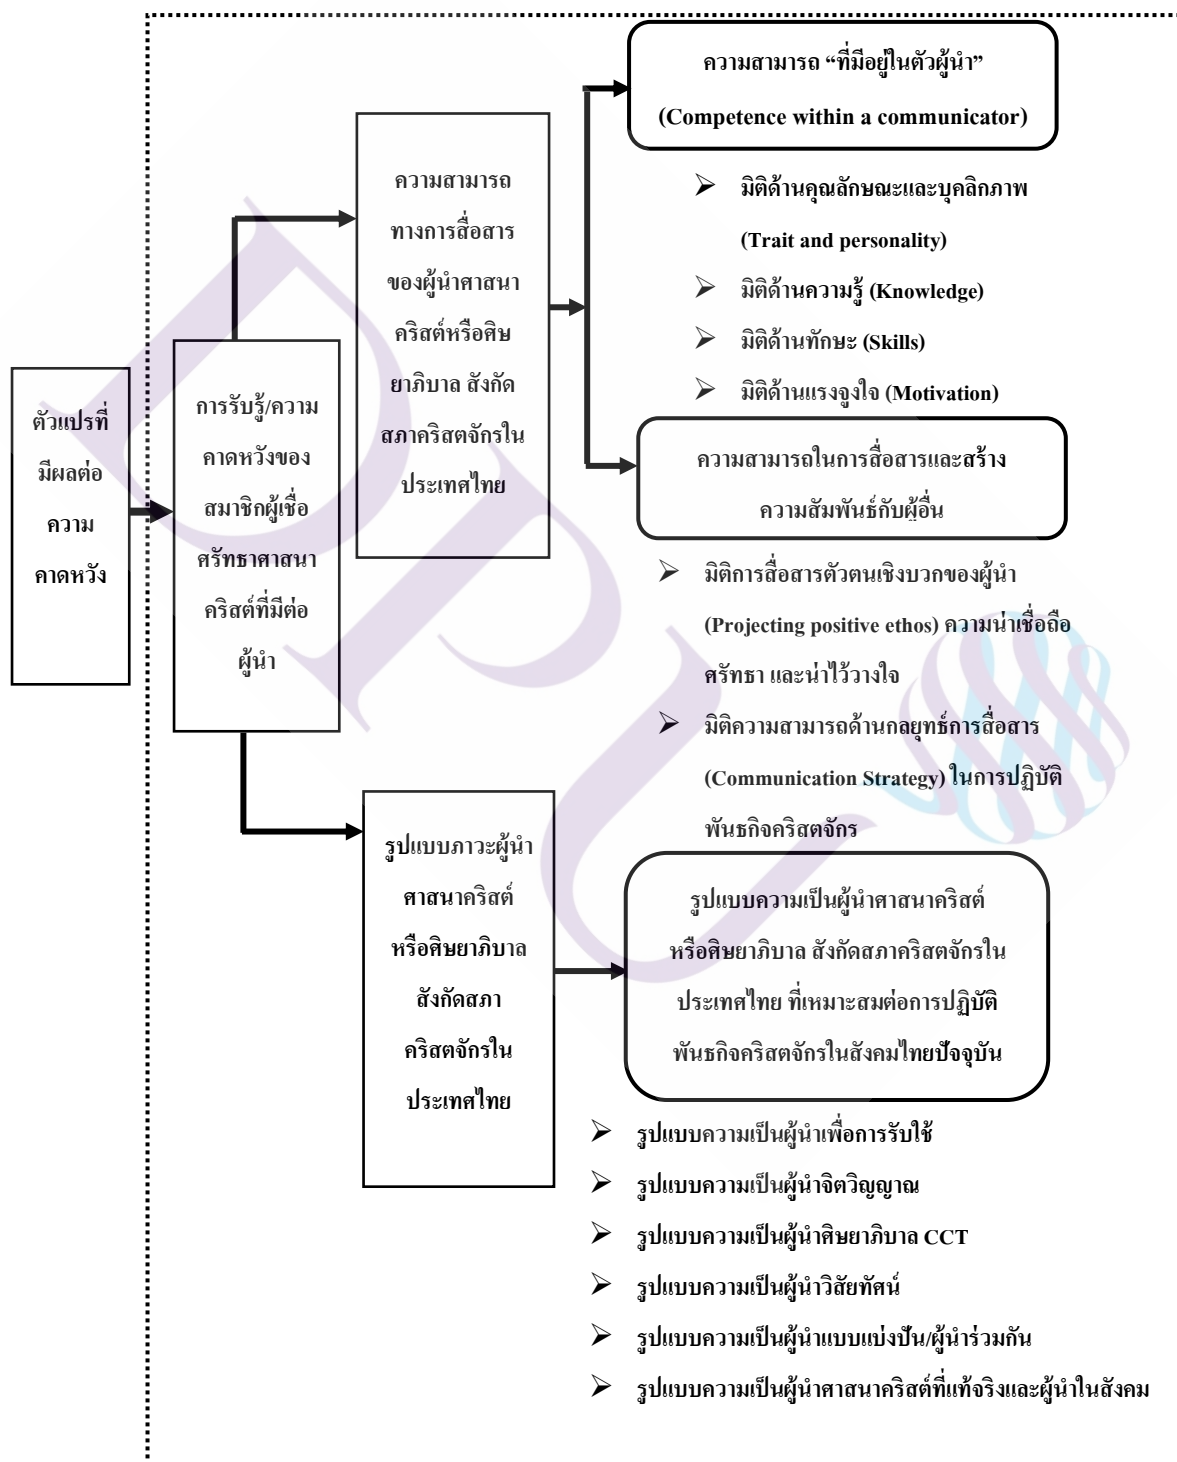 ตัวแปรที่
มีผลต่อ
ความ
คาดหวัง
การรับรู้/ความ
คาดหวังของ
สมาชิกผู้เชื่อ
ศรัทธาศาสนา
คริสต์ที่มีต่อ
ผู้นำ
ความสามารถ
ทางการสื่อสาร
ของผู้นำศาสนา
คริสต์หรือศิษ
ยาภิบาล สังกัด
สภาคริสตจักรใน
ประเทศไทย
ความสามารถ “ที่มีอยู่ในตัวผู้นำ”
(Competence within a communicator)
➢ มิติด้านคุณลักษณะและบุคลิกภาพ
(Trait and personality)
➢ มิติด้านความรู้ (Knowledge)
➢ มิติด้านทักษะ (Skills)
➢ มิติด้านแรงจูงใจ (Motivation)
ความสามารถในการสื่อสารและสร้าง
ความสัมพันธ์กับผู้อื่น
➢ มิติการสื่อสารตัวตนเชิงบวกของผู้นำ
(Projecting positive ethos) ความน่าเชื่อถือ
ศรัทธา และน่าไว้วางใจ
➢ มิติความสามารถด้านกลยุทธ์การสื่อสาร
(Communication Strategy) ในการปฏิบัติ
พันธกิจคริสตจักร
รูปแบบภาวะผู้นำ
ศาสนาคริสต์
หรือศิษยาภิบาล
สังกัดสภา
คริสตจักรใน
ประเทศไทย
รูปแบบความเป็นผู้นำศาสนาคริสต์
หรือศิษยาภิบาล สังกัดสภาคริสตจักรใน
ประเทศไทย ที่เหมาะสมต่อการปฏิบัติ
พันธกิจคริสตจักรในสังคมไทยปัจจุบัน
➢ รูปแบบความเป็นผู้นำเพื่อการรับใช้
➢ รูปแบบความเป็นผู้นำจิตวิญญาณ
➢ รูปแบบความเป็นผู้นำศิษยาภิบาล CCT
➢ รูปแบบความเป็นผู้นำวิสัยทัศน์
➢ รูปแบบความเป็นผู้นำแบบแบ่งปัน/ผู้นำร่วมกัน
➢ รูปแบบความเป็นผู้นำศาสนาคริสต์ที่แท้จริงและผู้นำในสังคม
DPU